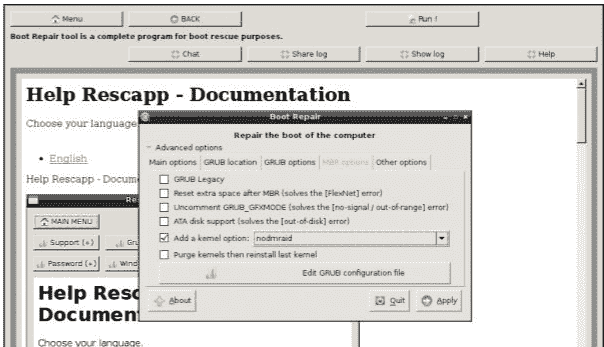 Menu
BACK
Run !
Boot Repair tool is a complete program for boot rescue purposes.
Chat
Share log
Show log
Help
Help Rescapp - Documentation
Choose your language
English
Help Rescapp - Docume
Boot Repair
Repair the boot of the computer
Advanced options
Main options GRUB location GRUB options MBR options Other options
GRUB Legacy
Reset extra space after MBR (solves the [FlexNet] error)
Uncomment GRUB_GFXMODE (solves the [no-signal / out-of-range] error)
ATA disk support (solves the [out-of-disk] error)
Add a kernel option: nodmraid
Purge kernels then reinstall last kernel
Edit GRUB configuration file
About
Quit
Apply
Re
MAIN MENU
Support (+)
Gru
Password (+)
Wind
Help Resc
Documen
Choose your language.